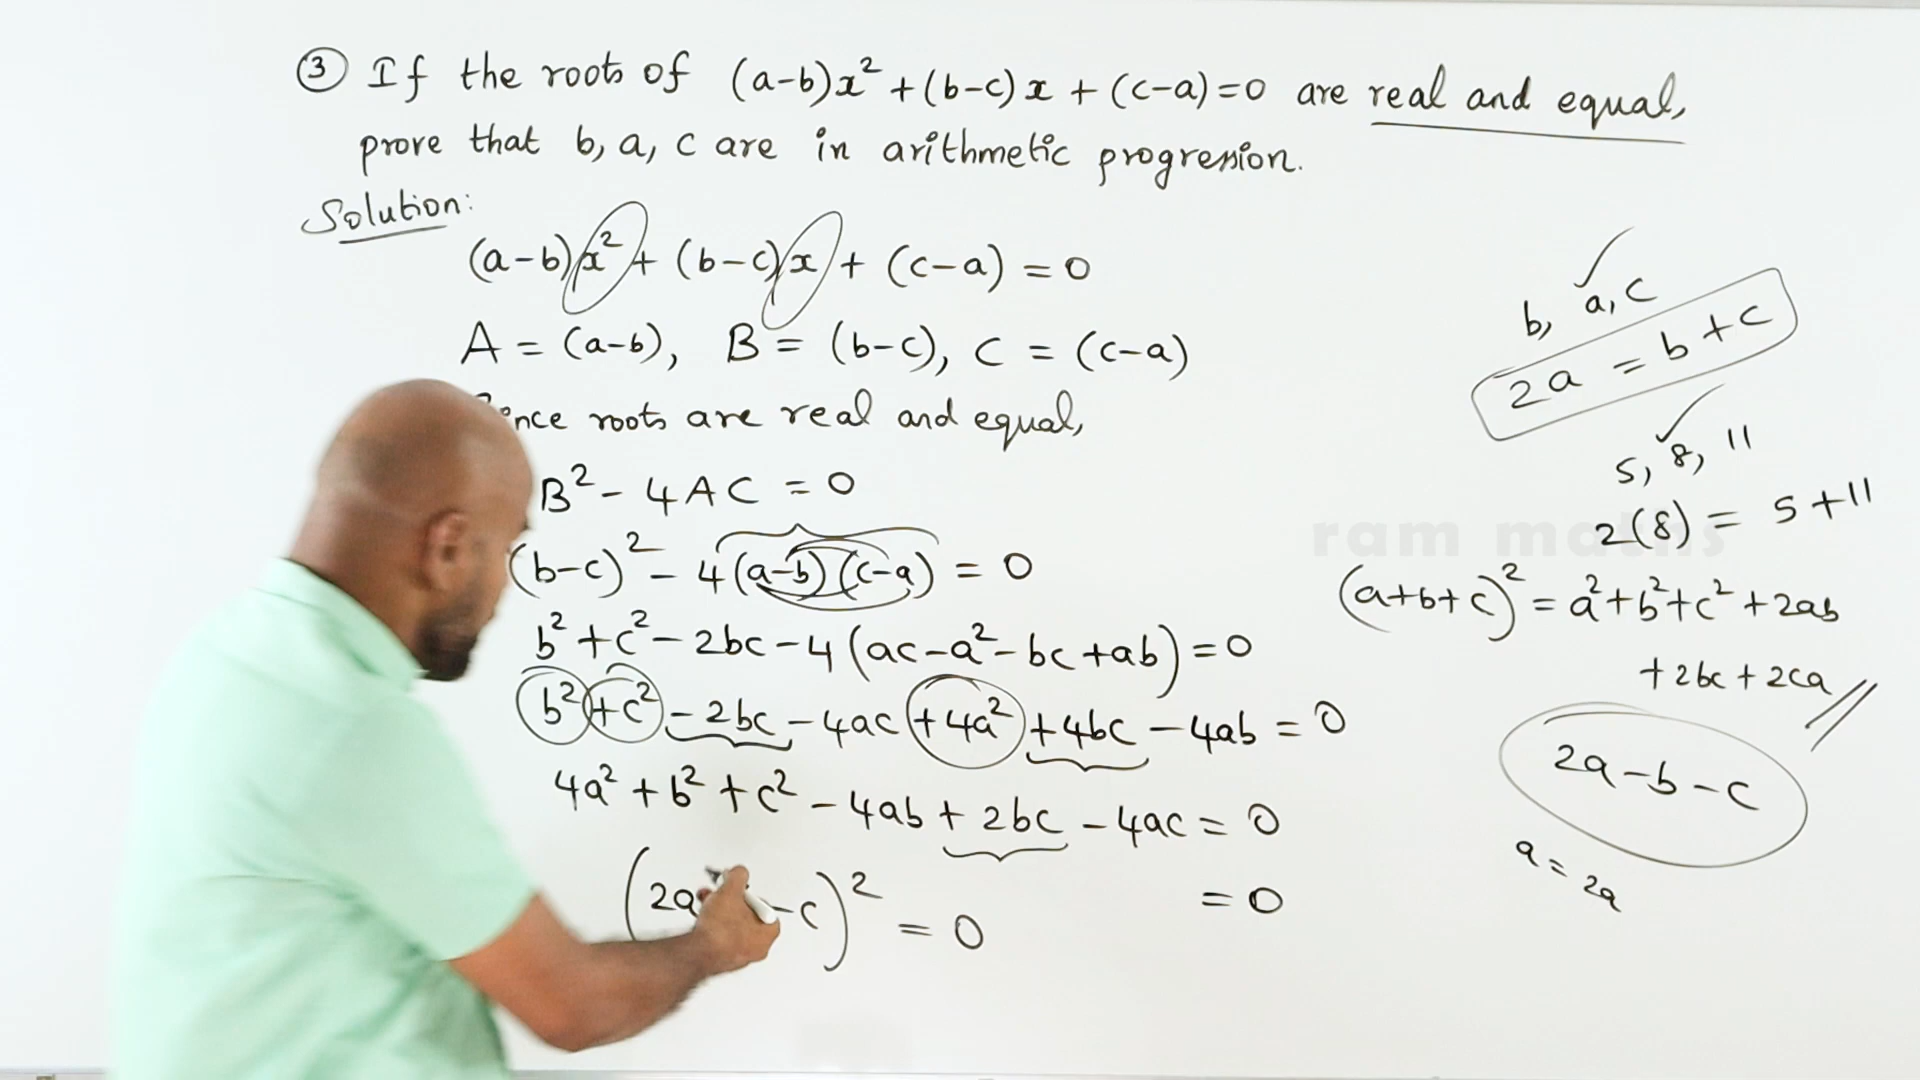 ③ If the roots of (a-b)x² + (b-c)x + (c-a) = 0 are real and equal,
prove that b, a, c are in arithmetic progression.
Solution:
(a-b)x² + (b-c)x + (c-a) = 0
A = (a-b), B = (b-c), C = (c-a)
roots are real and equal,
B² - 4AC = 0
(b-c)² - 4(a-b)(c-a) = 0
b² + c² - 2bc - 4(ac - a² - bc + ab) = 0
b² + c² - 2bc - 4ac + 4a² + 4bc - 4ab = 0
4a² + b² + c² - 4ab + 2bc - 4ac = 0
(2a - c)² = 0
= 0
b, a, c
2a = b + c
5, 8, 11
2(8) = 5 + 11
ram maths
(a+b+c)² = a² + b² + c² + 2ab
+ 2bc + 2ca //
2a - b - c
a = 2a